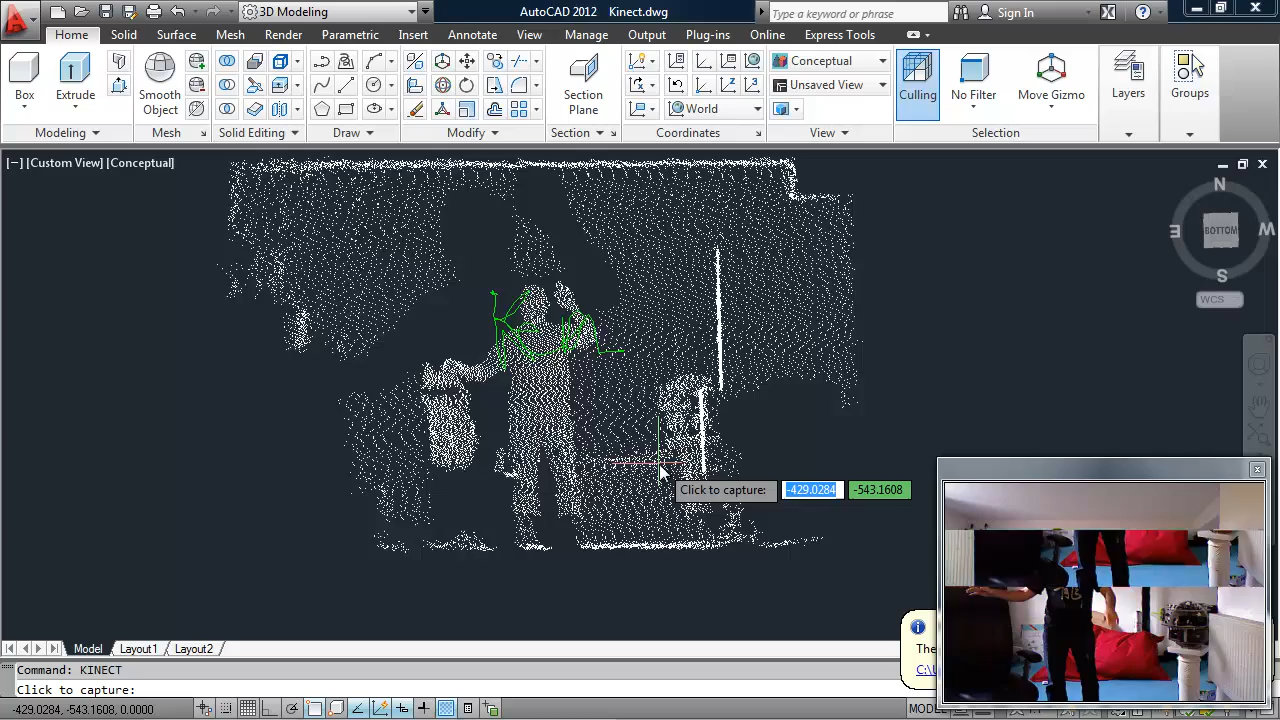 3D Modeling
AutoCAD 2012 Kinect.dwg
Type a keyword or phrase
Sign In
Home Solid Surface Mesh Render Parametric Insert Annotate View Manage Output Plug-ins Online Express Tools
Box
Extrude
Smooth
Object
Section
Plane
Conceptual
Unsaved View
World
Culling
No Filter
Move Gizmo
Layers
Groups
Modeling Mesh Solid Editing Draw Modify Section Coordinates View Selection
[−] [Custom View] [Conceptual]
N
E
BOTTOM
W
S
WCS
Click to capture: -429.0284 -543.1608
The
C:\U
Model Layout1 Layout2
Command: KINECT
Click to capture:
-429.0284, -543.1608, 0.0000
MODEL